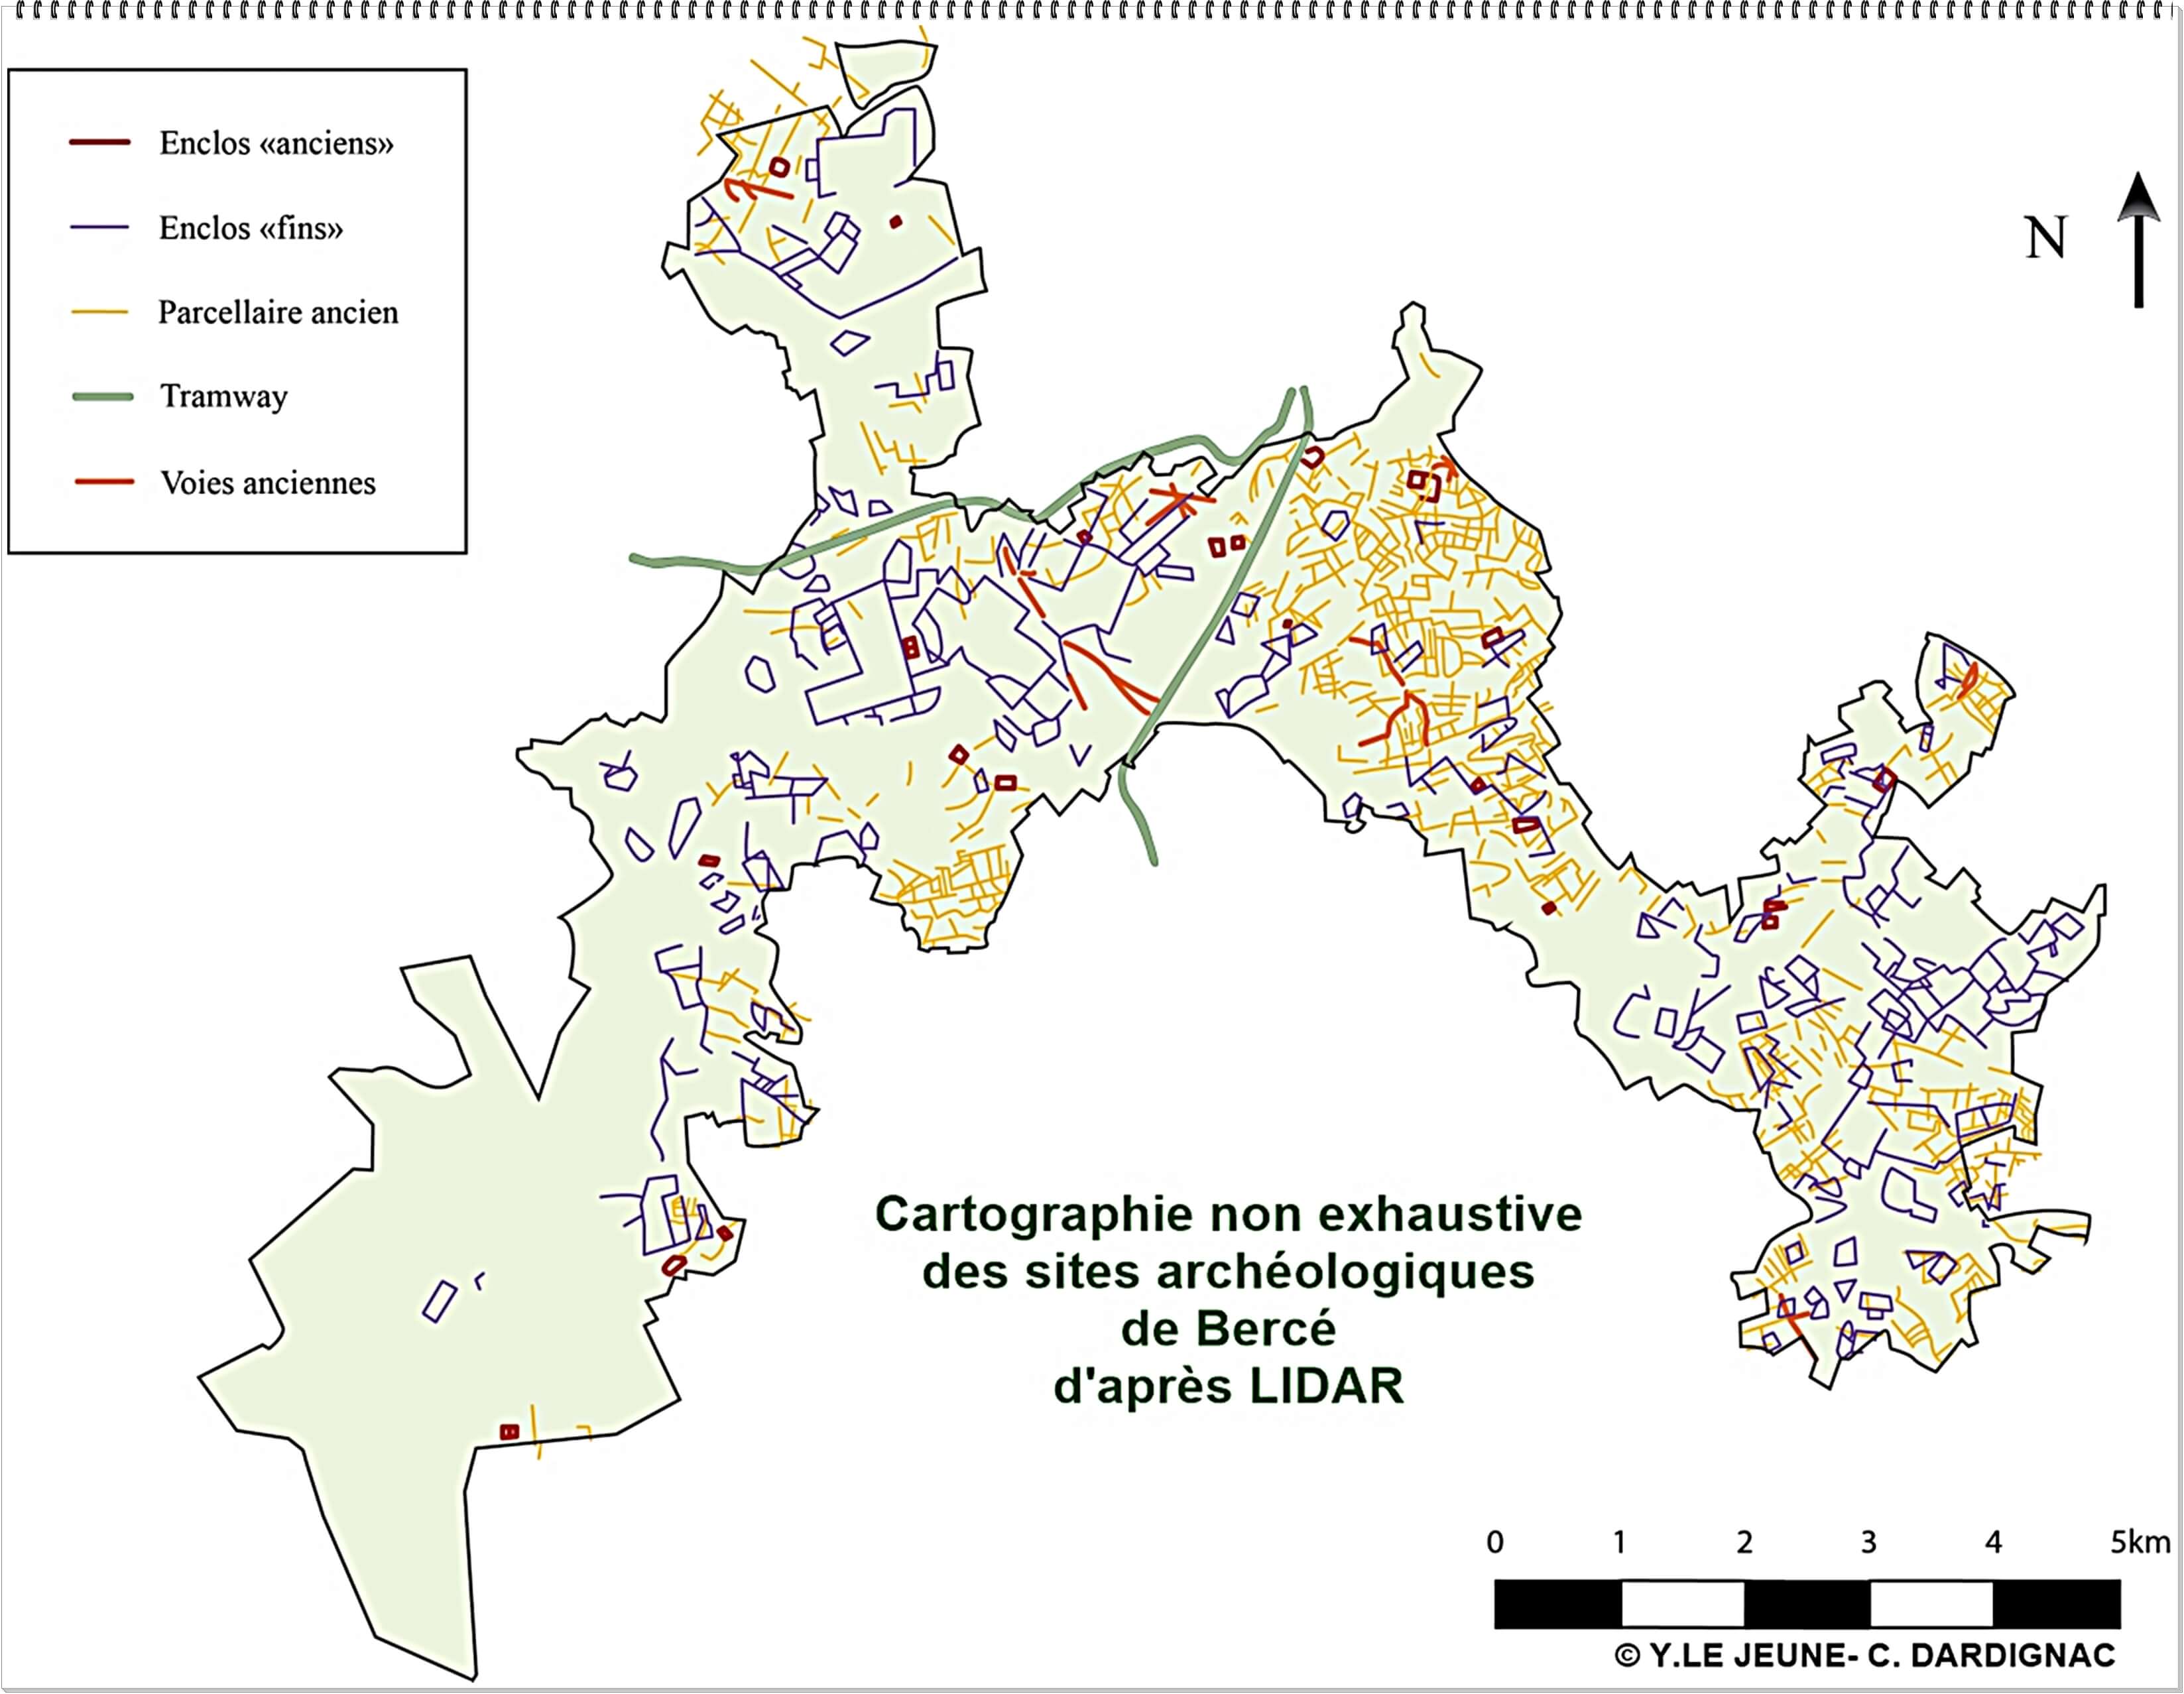 Enclos «anciens»
Enclos «fins»
Parcellaire ancien
Tramway
Voies anciennes
N
Cartographie non exhaustive
des sites archéologiques
de Bercé
d'après LIDAR
0 1 2 3 4 5km
© Y.LE JEUNE- C. DARDIGNAC